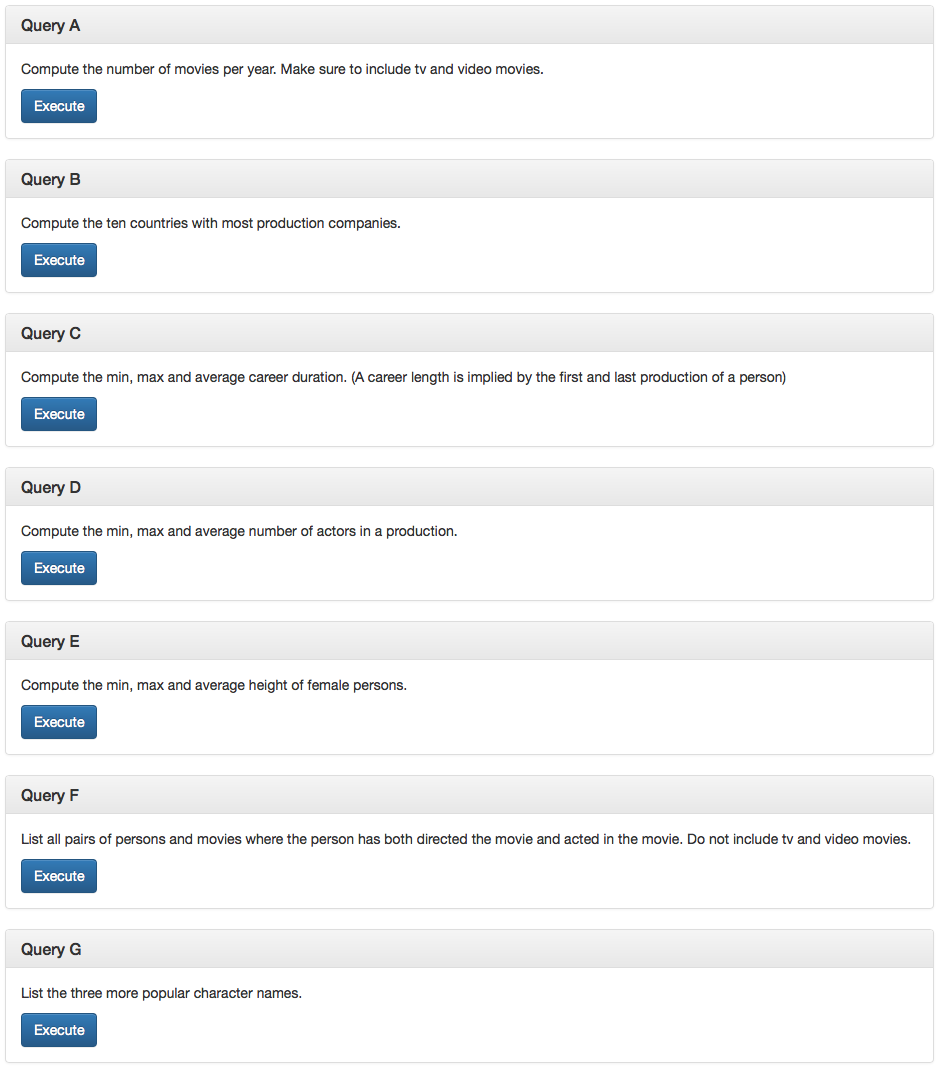 Query A
Compute the number of movies per year. Make sure to include tv and video movies.
Execute
Query B
Compute the ten countries with most production companies.
Execute
Query C
Compute the min, max and average career duration. (A career length is implied by the first and last production of a person)
Execute
Query D
Compute the min, max and average number of actors in a production.
Execute
Query E
Compute the min, max and average height of female persons.
Execute
Query F
List all pairs of persons and movies where the person has both directed the movie and acted in the movie. Do not include tv and video movies.
Execute
Query G
List the three more popular character names.
Execute